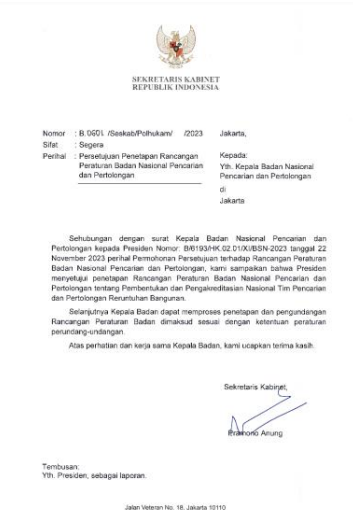 SEKRETARIS KABINET
REPUBLIK INDONESIA
Nomor : B.0601 /Seskab/Polhukam/ /2023 Jakarta,
Sifat : Segera
Perihal : Persetujuan Penetapan Rancangan
Peraturan Badan Nasional Pencarian
dan Pertolongan
Kepada:
Yth. Kepala Badan Nasional
Pencarian dan Pertolongan
di
Jakarta
Sehubungan dengan surat Kepala Badan Nasional Pencarian dan
Pertolongan kepada Presiden Nomor: B/6193/HK.02.01/XI/BSN-2023 tanggal 22
November 2023 perihal Permohonan Persetujuan terhadap Rancangan Peraturan
Badan Nasional Pencarian dan Pertolongan, kami sampaikan bahwa Presiden
menyetujui penetapan Rancangan Peraturan Badan Nasional Pencarian dan
Pertolongan tentang Pembentukan dan Pengakreditasian Nasional Tim Pencarian
dan Pertolongan Reruntuhan Bangunan.
Selanjutnya Kepala Badan dapat memproses penetapan dan pengundangan
Rancangan Peraturan Badan dimaksud sesuai dengan ketentuan peraturan
perundang-undangan.
Atas perhatian dan kerja sama Kepala Badan, kami ucapkan terima kasih.
Sekretaris Kabinet,
Pramono Anung
Tembusan:
Yth. Presiden, sebagai laporan.
Jalan Veteran No. 18, Jakarta 10110